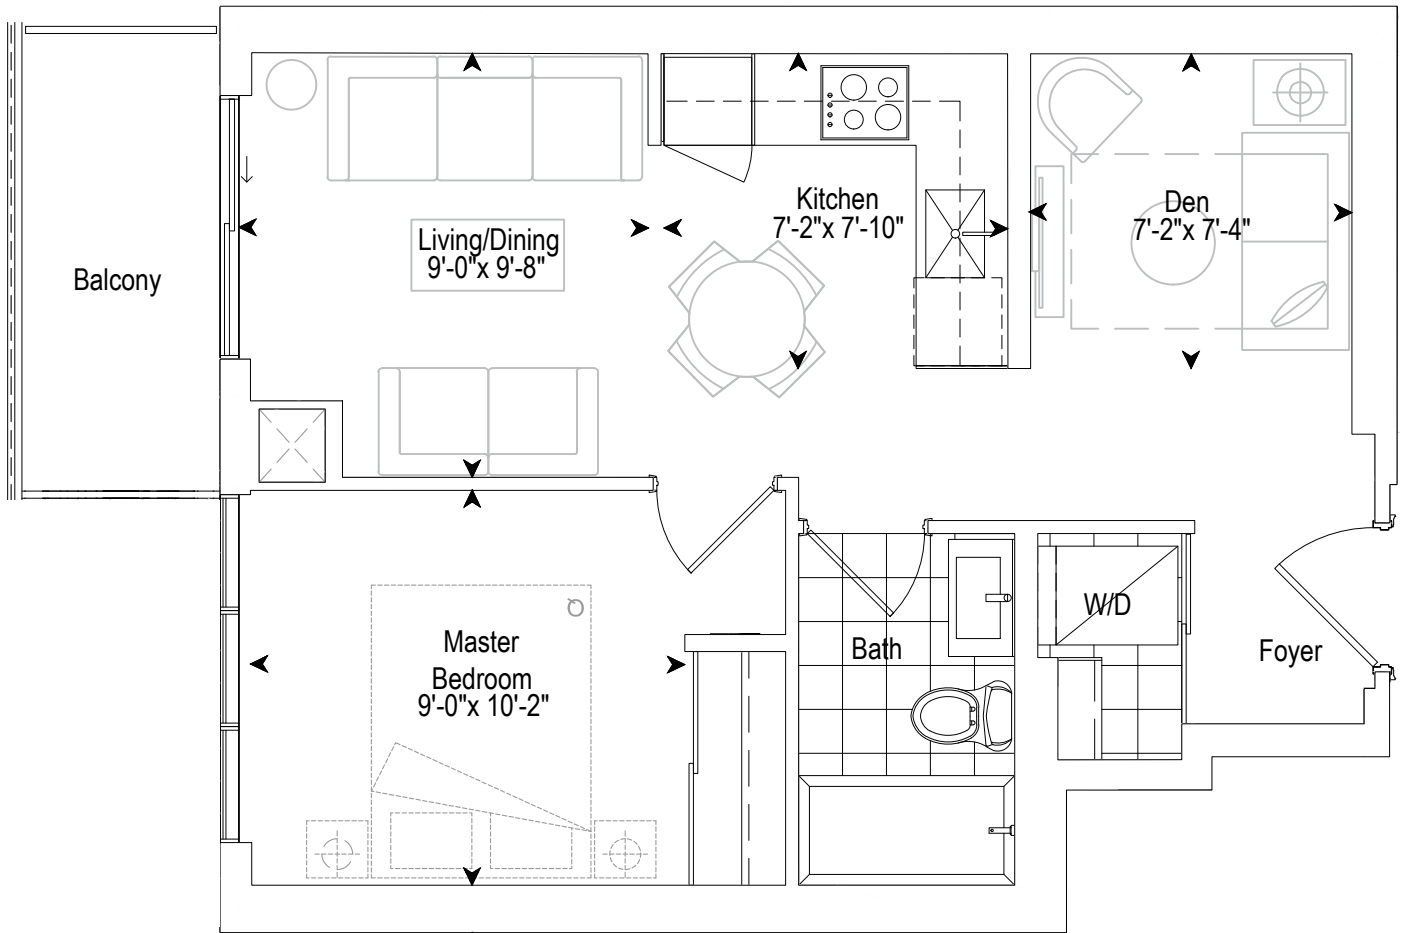 Balcony
Living/Dining
9'-0"x 9'-8"
Kitchen
7'-2"x 7'-10"
Den
7'-2"x 7'-4"
Master
Bedroom
9'-0"x 10'-2"
Bath
W/D
Foyer